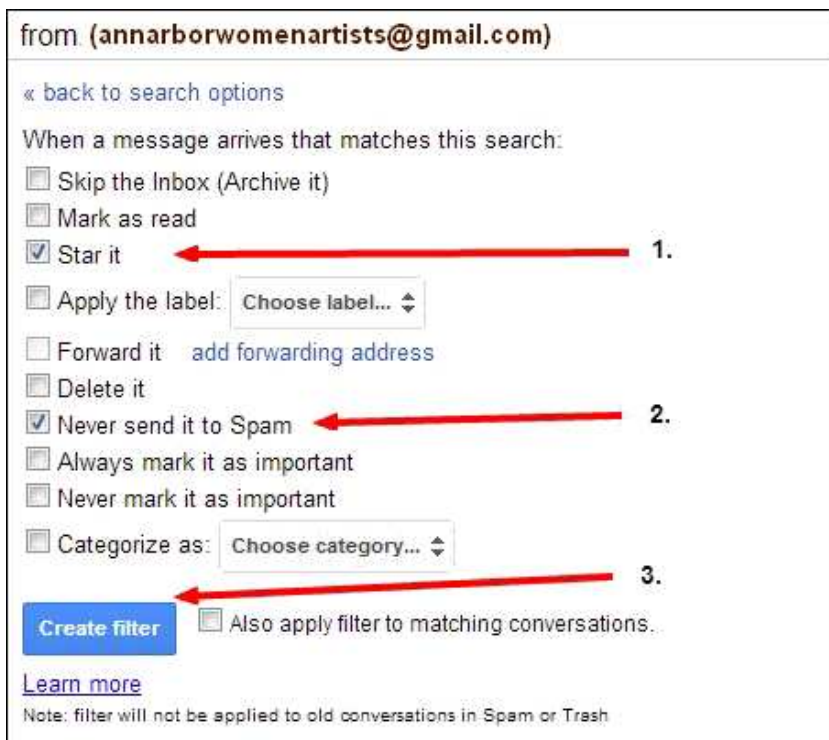 from (annarborwomenartists@gmail.com)
« back to search options
When a message arrives that matches this search:
Skip the Inbox (Archive it)
Mark as read
Star it 1.
Apply the label: Choose label...
Forward it add forwarding address
Delete it
Never send it to Spam 2.
Always mark it as important
Never mark it as important
Categorize as: Choose category...
3.
Create filter Also apply filter to matching conversations.
Learn more
Note: filter will not be applied to old conversations in Spam or Trash